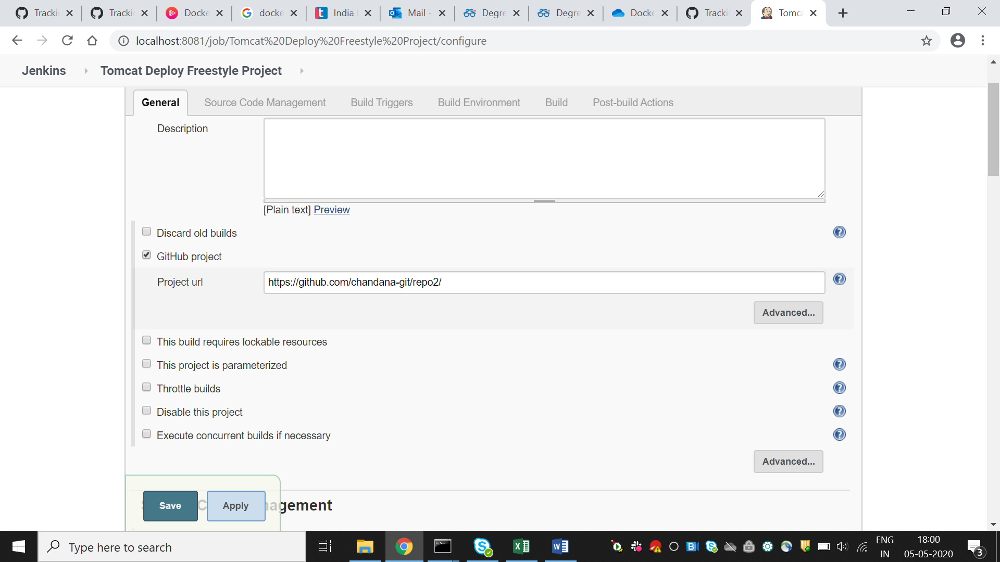 Tracki Tracki Docke docke India Mail - Degre Degre Docke Tracki Tomca
localhost:8081/job/Tomcat%20Deploy%20Freestyle%20Project/configure
Jenkins Tomcat Deploy Freestyle Project
General Source Code Management Build Triggers Build Environment Build Post-build Actions
Description
[Plain text] Preview
Discard old builds
GitHub project
Project url https://github.com/chandana-git/repo2/
Advanced...
This build requires lockable resources
This project is parameterized
Throttle builds
Disable this project
Execute concurrent builds if necessary
Advanced...
Save Apply agement
Type here to search
ENG 18:00
IN 05-05-2020
3